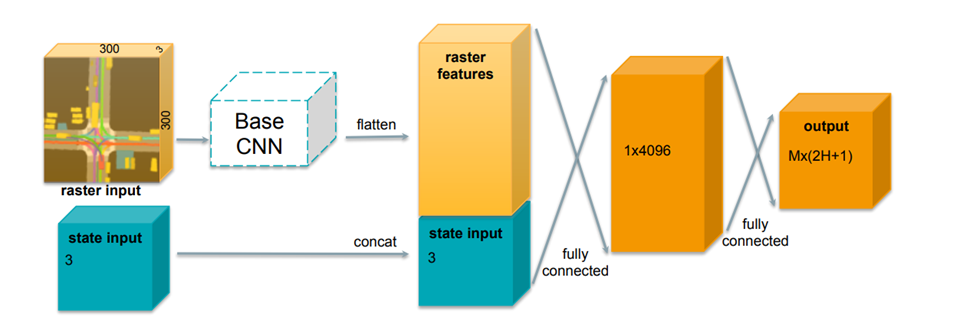 300
3
300
raster input
Base
CNN
flatten
raster
features
state input
3
concat
state input
3
fully
connected
1x4096
fully
connected
output
Mx(2H+1)